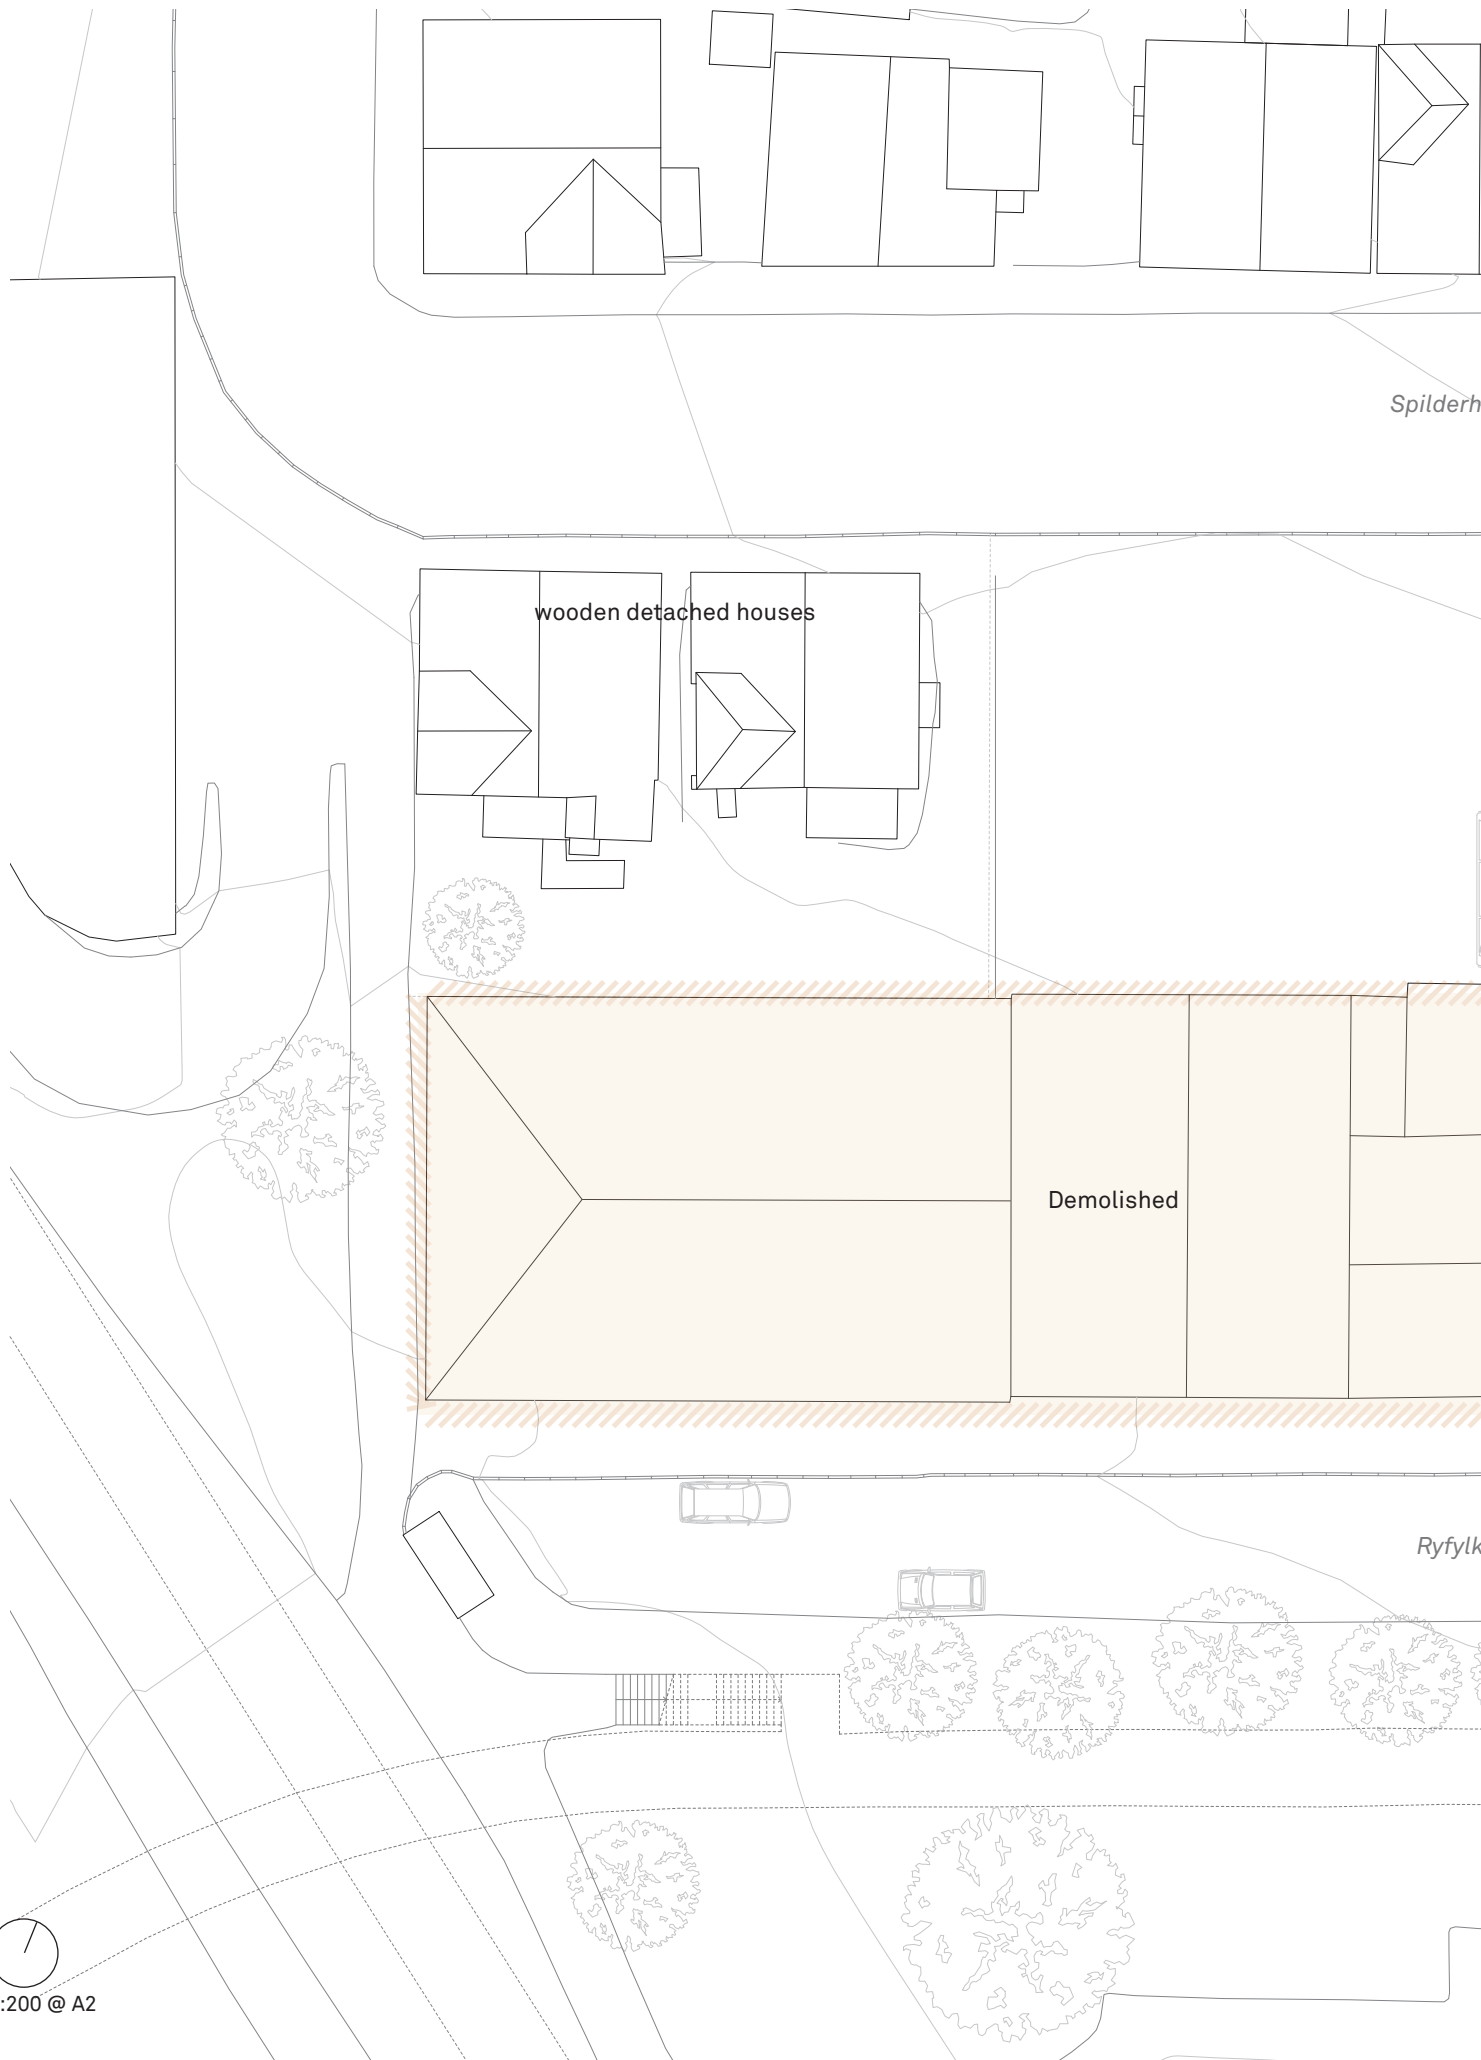 Spilderh
wooden detached houses
Demolished
Ryfylk
:200 @ A2